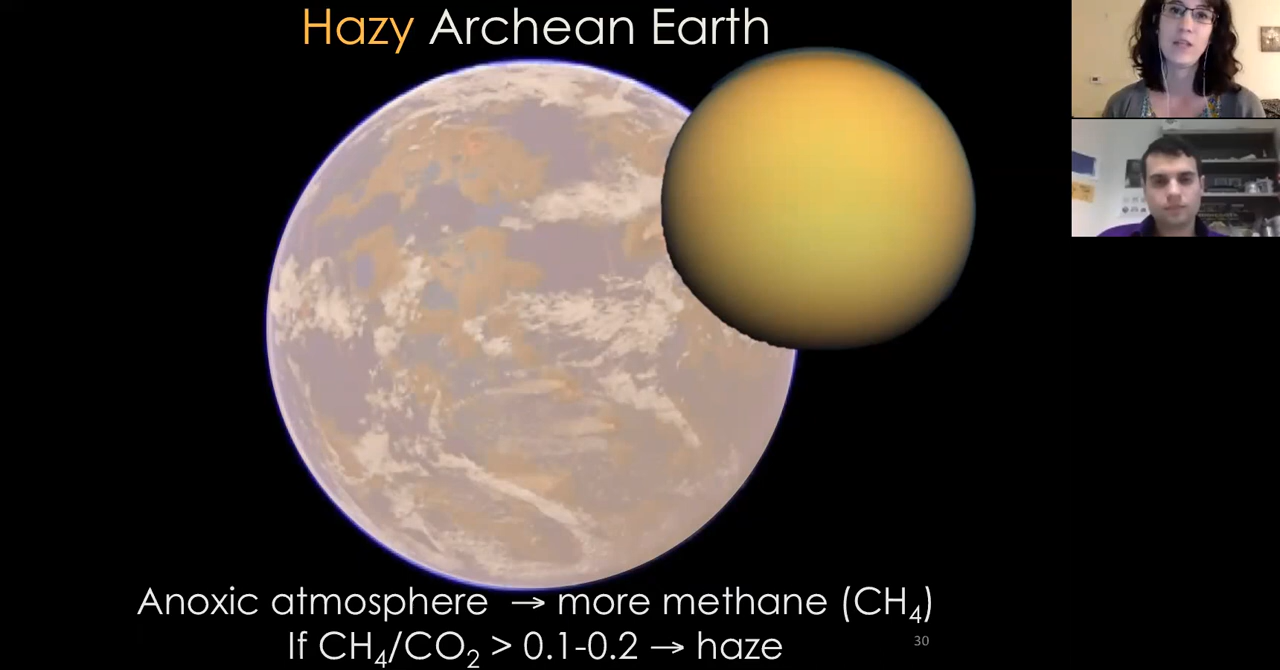 Hazy Archean Earth
Anoxic atmosphere → more methane (CH₄)
If CH₄/CO₂ > 0.1-0.2 → haze
30